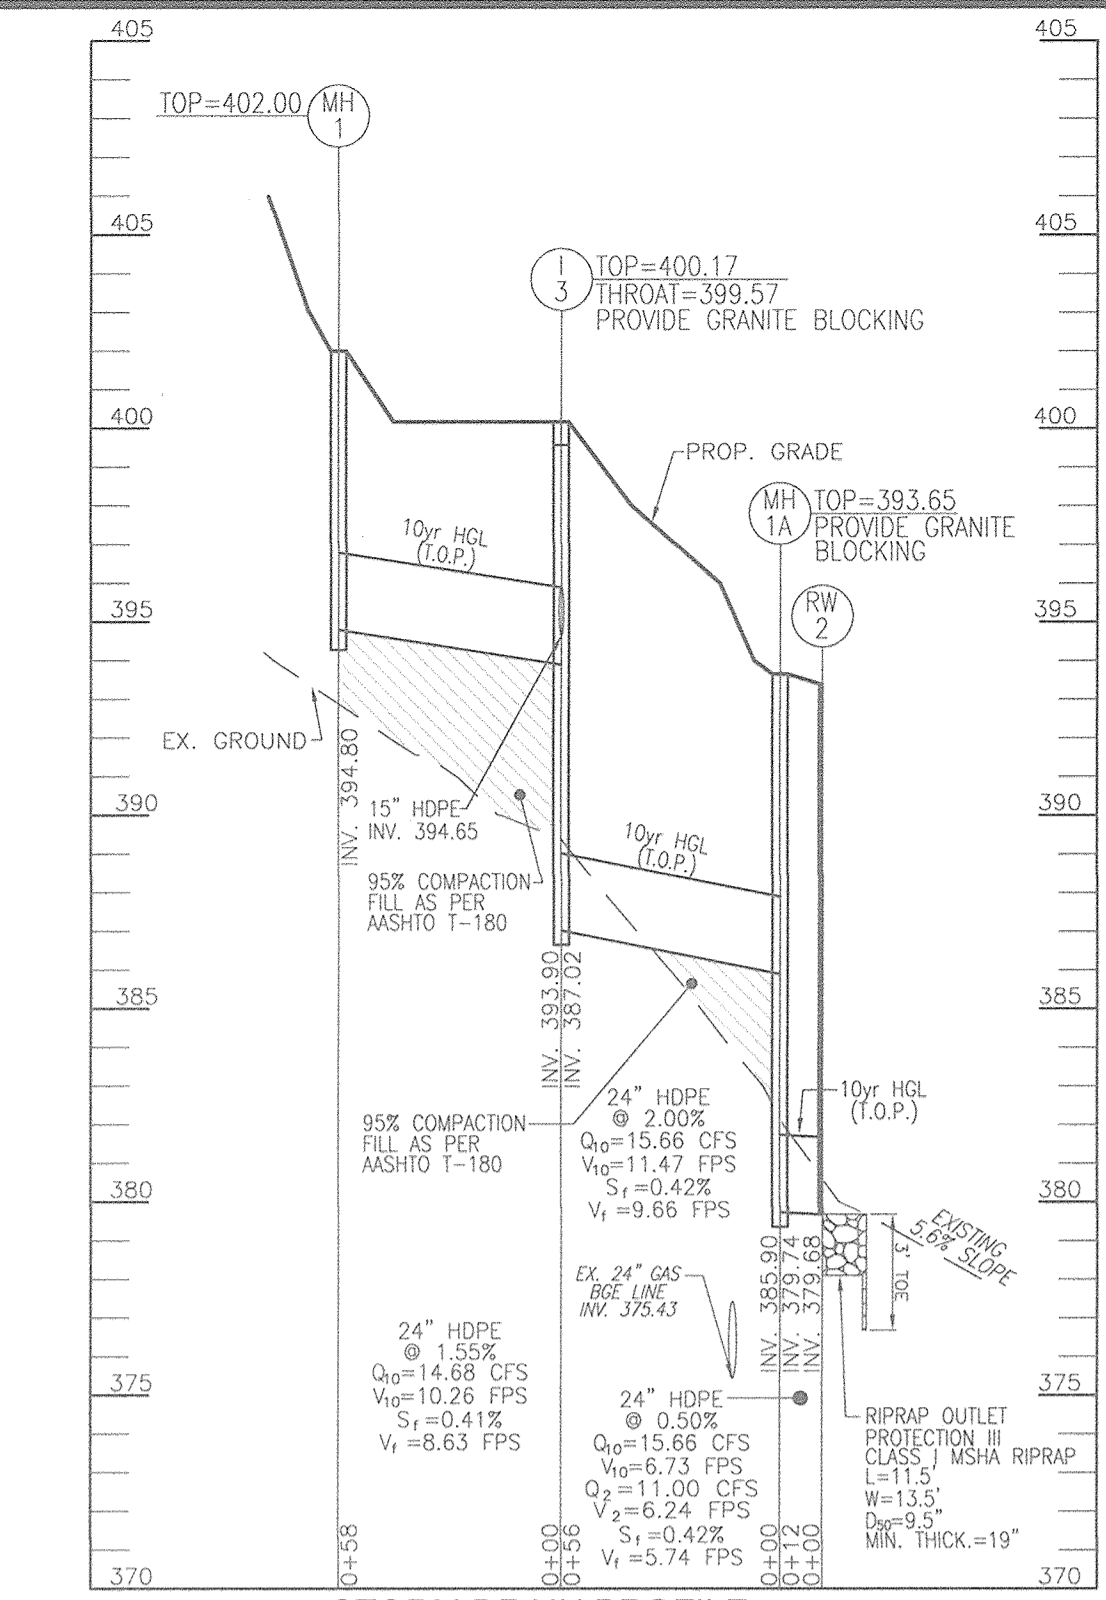 405
405
TOP=402.00
MH
1
405
405
I
3
TOP=400.17
THROAT=399.57
PROVIDE GRANITE BLOCKING
400
400
PROP. GRADE
MH
1A
TOP=393.65
PROVIDE GRANITE
BLOCKING
10yr HGL
(T.O.P.)
395
395
RW
2
EX. GROUND
INV. 394.80
390
390
15" HDPE
INV. 394.65
10yr HGL
(T.O.P.)
95% COMPACTION
FILL AS PER
AASHTO T-180
INV. 393.90
INV. 387.02
385
385
95% COMPACTION
FILL AS PER
AASHTO T-180
24" HDPE
@ 2.00%
Q10=15.66 CFS
V10=11.47 FPS
Sf=0.42%
Vf=9.66 FPS
10yr HGL
(T.O.P.)
380
380
EXISTING
5.6% SLOPE
3' TOE
INV. 385.90
INV. 379.74
INV. 379.68
EX. 24" GAS
BGE LINE
INV. 375.43
24" HDPE
@ 1.55%
Q10=14.68 CFS
V10=10.26 FPS
Sf=0.41%
Vf=8.63 FPS
375
375
24" HDPE
@ 0.50%
Q10=15.66 CFS
V10=6.73 FPS
Q2=11.00 CFS
V2=6.24 FPS
Sf=0.42%
Vf=5.74 FPS
RIPRAP OUTLET
PROTECTION III
CLASS I MSHA RIPRAP
L=11.5'
W=13.5'
D50=9.5"
MIN. THICK.=19"
0+58
0+00
0+56
0+00
0+12
0+00
370
370